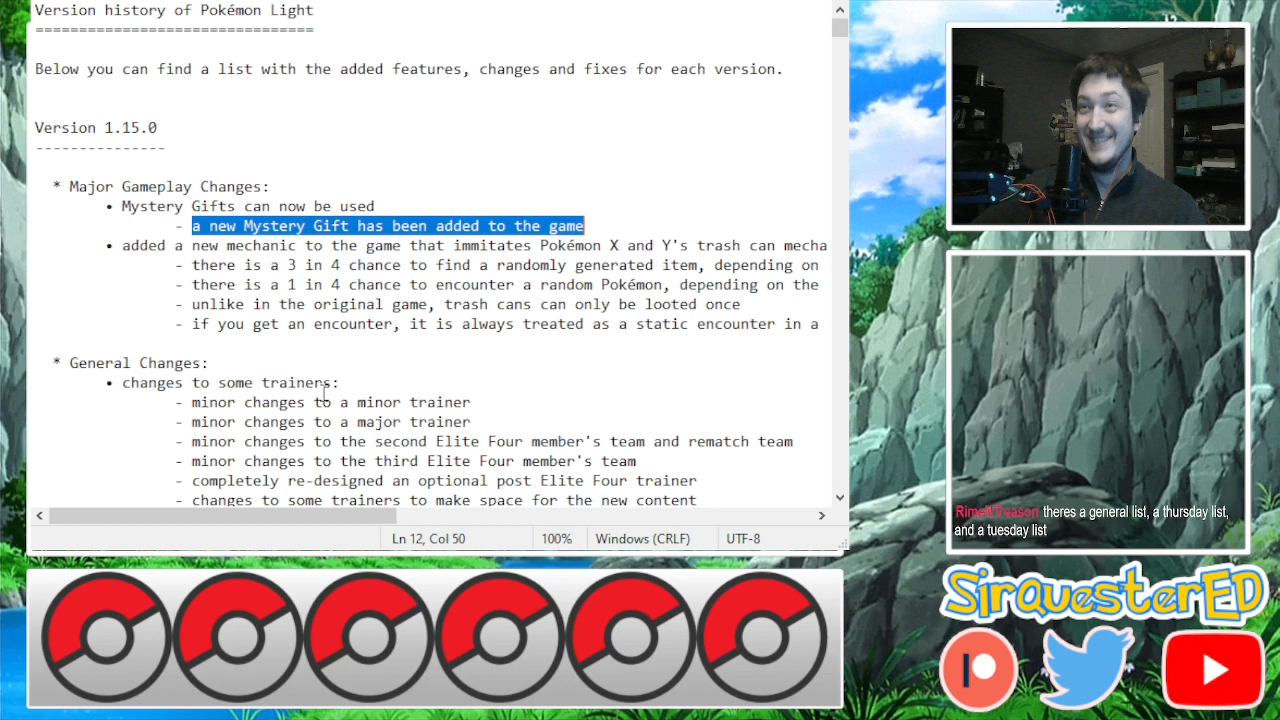 Version history of Pokémon Light
================================
Below you can find a list with the added features, changes and fixes for each version.
Version 1.15.0
---------------
* Major Gameplay Changes:
• Mystery Gifts can now be used
- a new Mystery Gift has been added to the game
• added a new mechanic to the game that immitates Pokémon X and Y's trash can mecha
- there is a 3 in 4 chance to find a randomly generated item, depending on
- there is a 1 in 4 chance to encounter a random Pokémon, depending on the
- unlike in the original game, trash cans can only be looted once
- if you get an encounter, it is always treated as a static encounter in a
* General Changes:
• changes to some trainers:
- minor changes to a minor trainer
- minor changes to a major trainer
- minor changes to the second Elite Four member's team and rematch team
- minor changes to the third Elite Four member's team
- completely re-designed an optional post Elite Four trainer
- changes to some trainers to make space for the new content
Ln 12, Col 50 100% Windows (CRLF) UTF-8
theres a general list, a thursday list,
and a tuesday list
SirquesterED